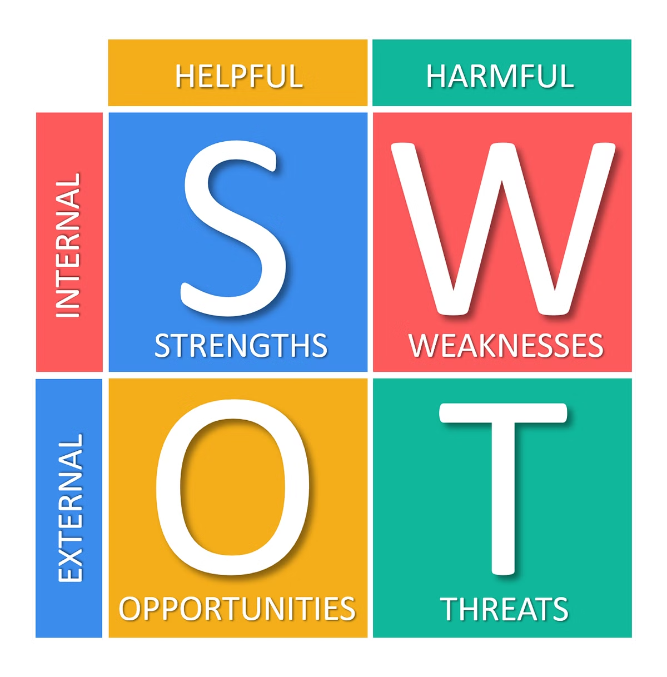 HELPFUL
HARMFUL
INTERNAL
S
STRENGTHS
W
WEAKNESSES
EXTERNAL
O
OPPORTUNITIES
T
THREATS